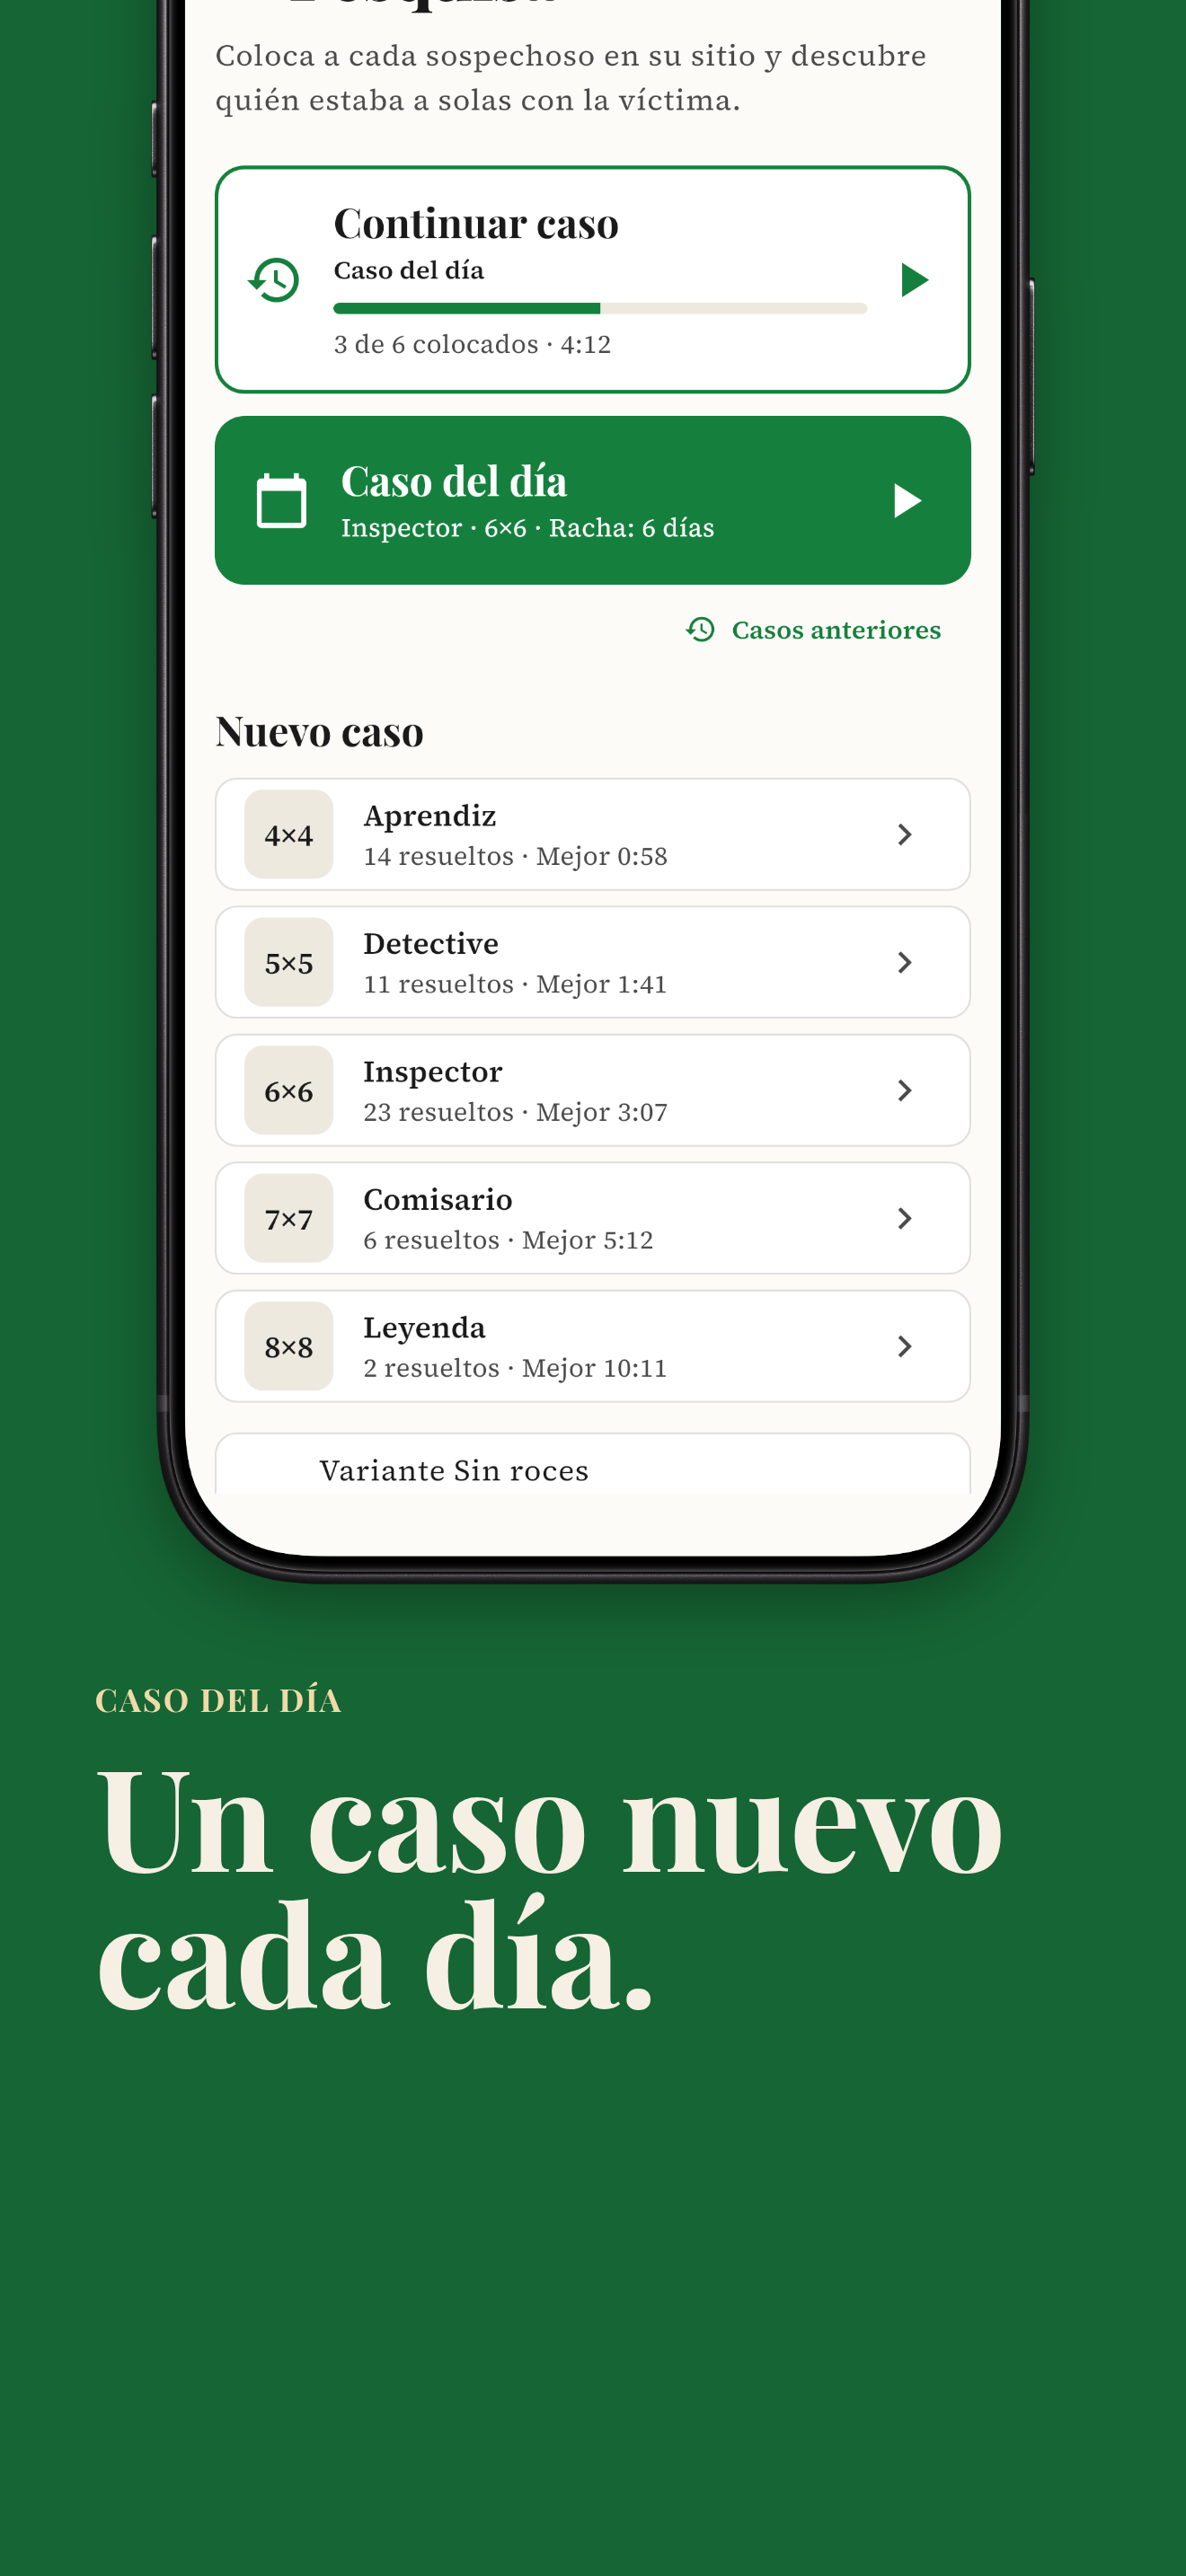 Coloca a cada sospechoso en su sitio y descubre
quién estaba a solas con la víctima.
Continuar caso
Caso del día
3 de 6 colocados · 4:12
Caso del día
Inspector · 6×6 · Racha: 6 días
Casos anteriores
Nuevo caso
4×4
Aprendiz
14 resueltos · Mejor 0:58
5×5
Detective
11 resueltos · Mejor 1:41
6×6
Inspector
23 resueltos · Mejor 3:07
7×7
Comisario
6 resueltos · Mejor 5:12
8×8
Leyenda
2 resueltos · Mejor 10:11
Variante Sin roces
CASO DEL DÍA
Un caso nuevo
cada día.